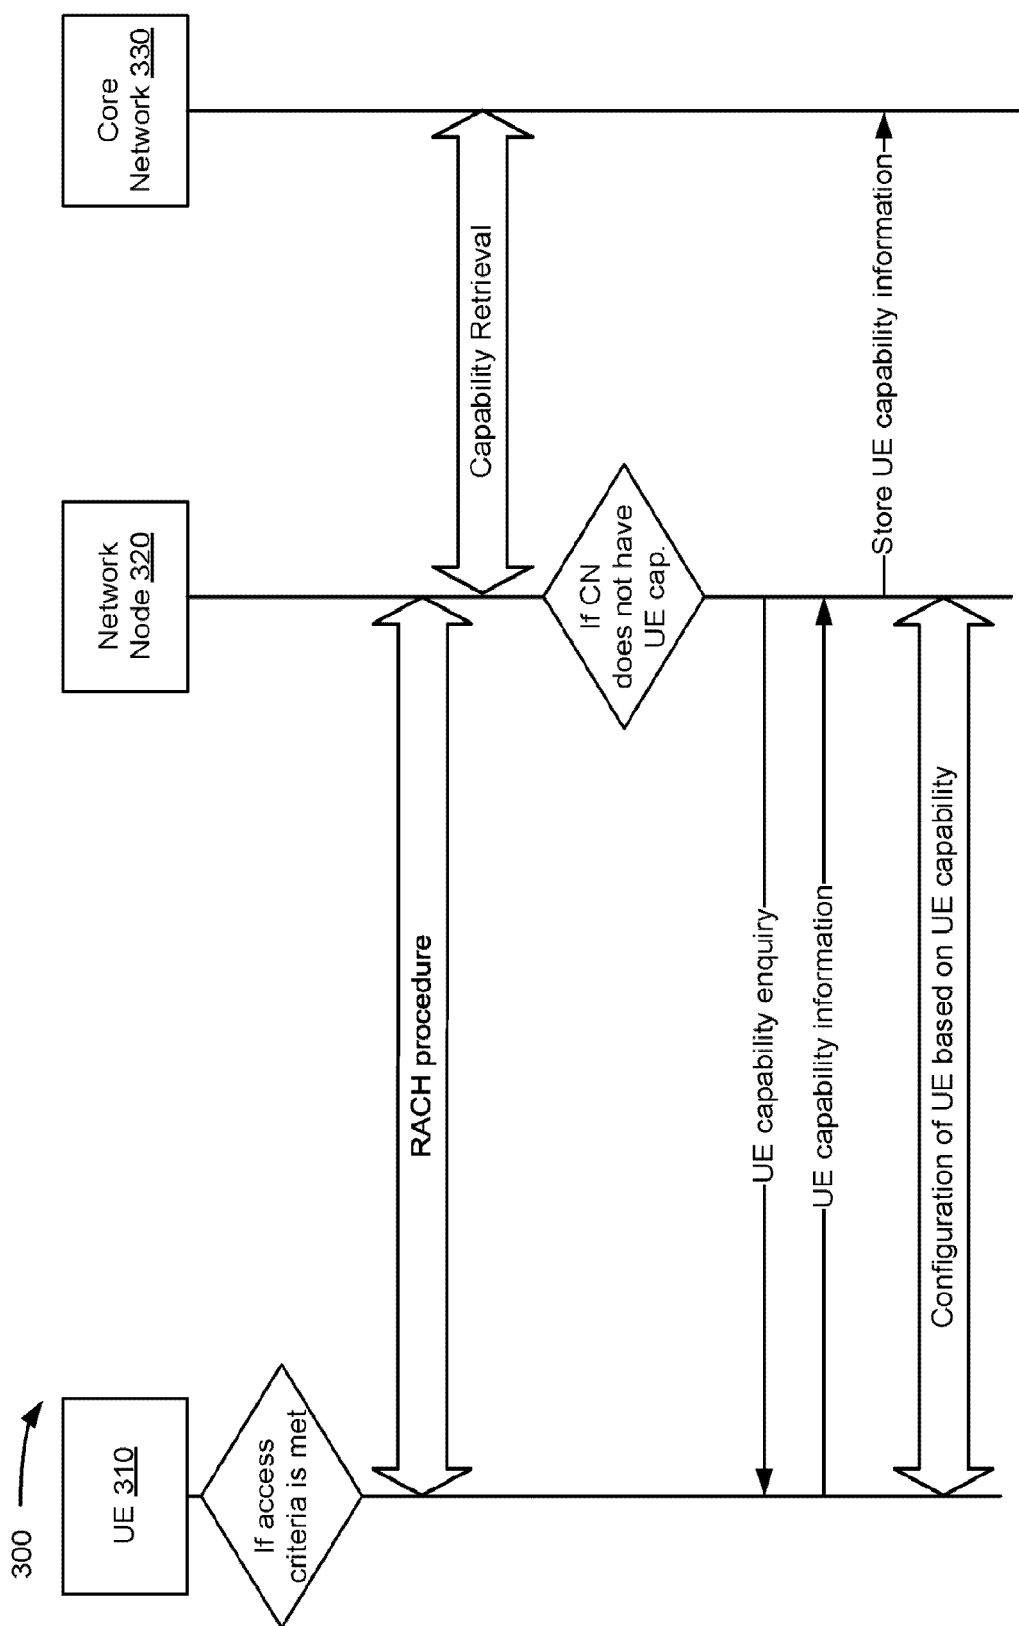 300
UE 310
Network
Node 320
Core
Network 330
If access
criteria is met
RACH procedure
Capability Retrieval
If CN
does not have
UE cap.
UE capability enquiry
UE capability information
Store UE capability information
Configuration of UE based on UE capability